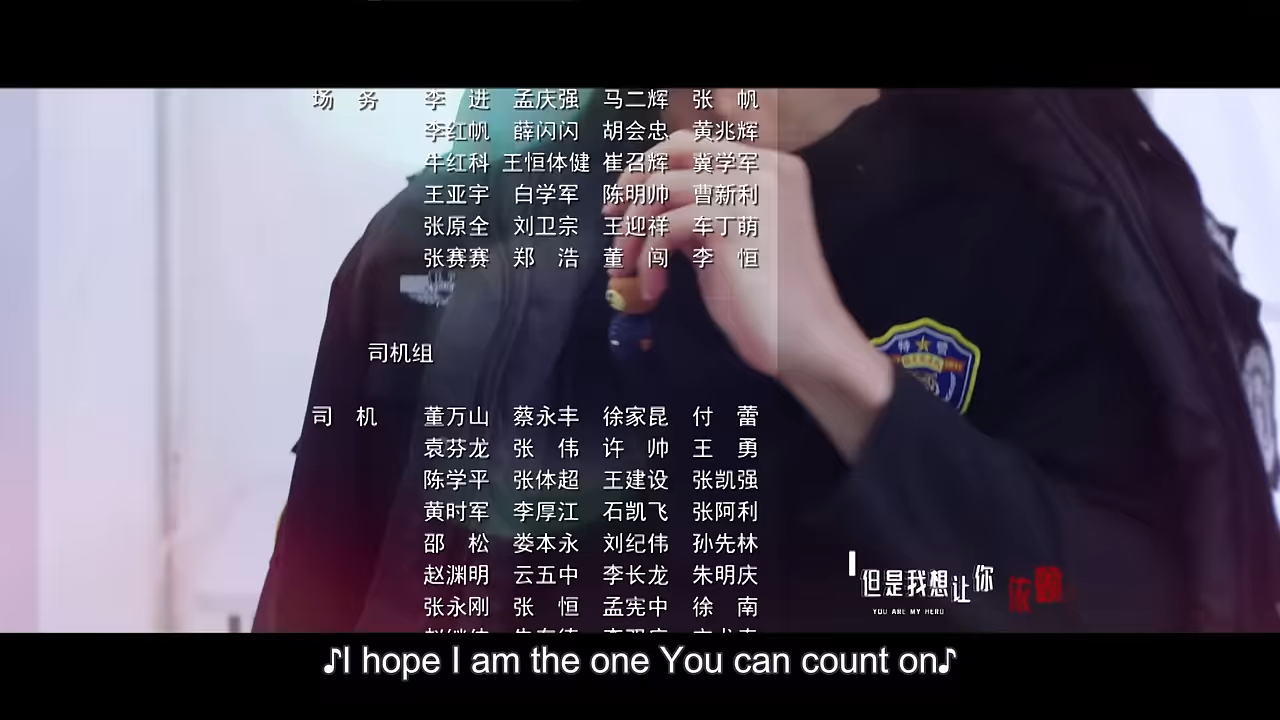 场 务 李 进 孟庆强 马二辉 张 帆
李红帆 薛闪闪 胡会忠 黄兆辉
牛红科 王恒体健 崔召辉 冀学军
王亚宇 白学军 陈明帅 曹新利
张原全 刘卫宗 王迎祥 车丁萌
张赛赛 郑 浩 董 闯 李 恒
特 警
司机组
司 机 董万山 蔡永丰 徐家昆 付 蕾
袁芬龙 张 伟 许 帅 王 勇
陈学平 张体超 王建设 张凯强
黄时军 李厚江 石凯飞 张阿利
邵 松 娄本永 刘纪伟 孙先林
赵渊明 云五中 李长龙 朱明庆
张永刚 张 恒 孟宪中 徐 南
但是我想让你依赖
YOU ARE MY HERO
♪I hope I am the one You can count on♪